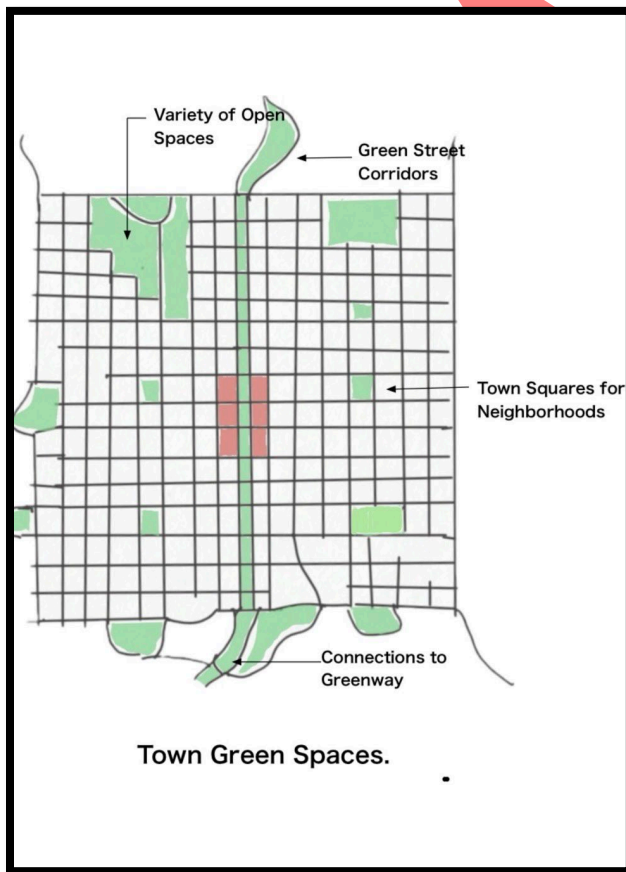 Variety of Open
Spaces
Green Street
Corridors
Town Squares for
Neighborhoods
Connections to
Greenway
Town Green Spaces.